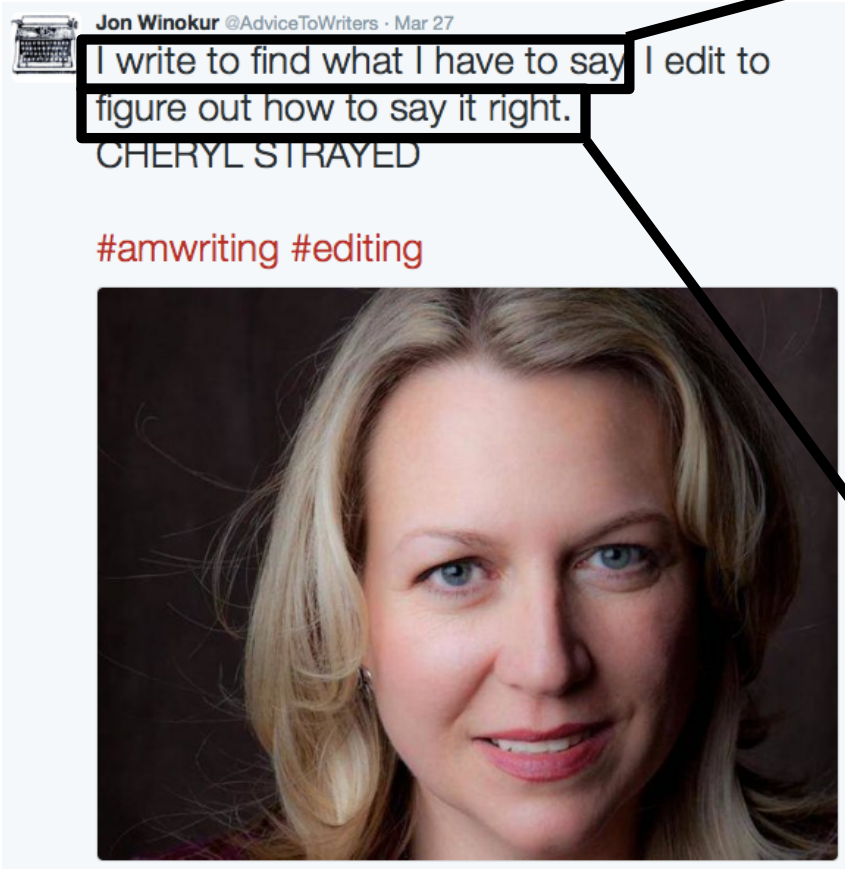 Jon Winokur @AdviceToWriters · Mar 27
I write to find what I have to say. I edit to
figure out how to say it right.
CHERYL STRAYED
#amwriting #editing